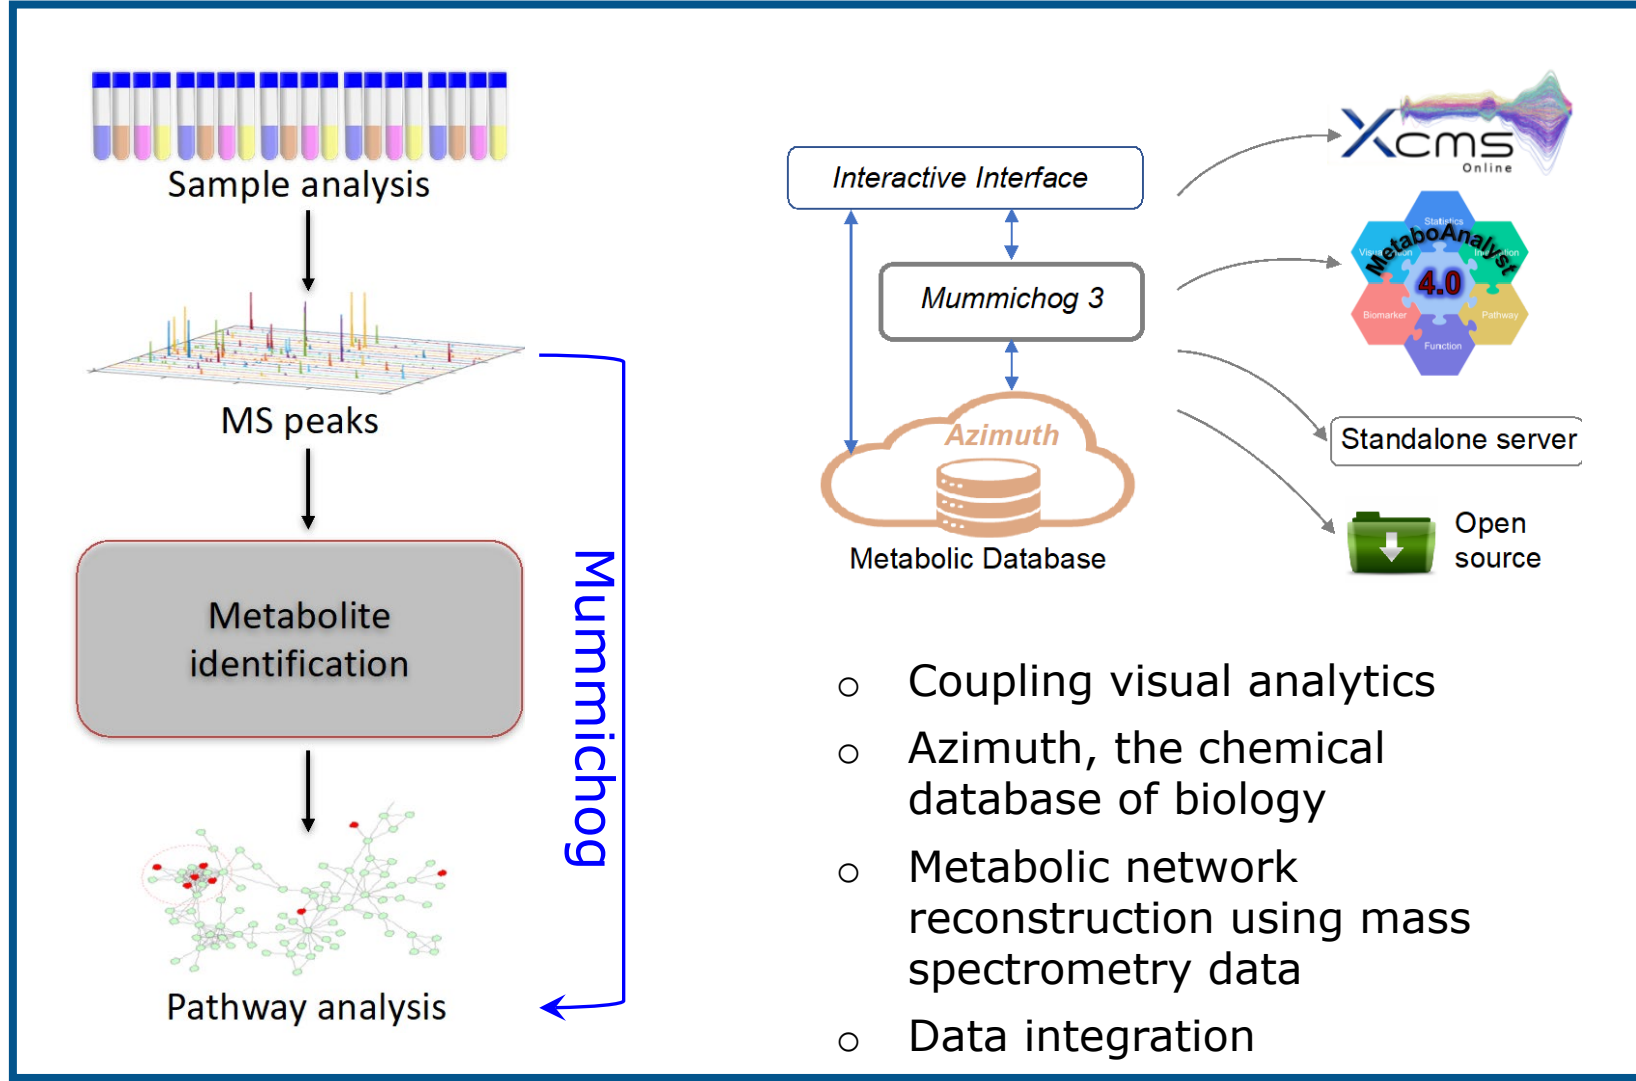 Sample analysis
MS peaks
Metabolite
identification
Pathway analysis
Mummichog
Interactive Interface
Mummichog 3
Azimuth
Metabolic Database
Xcms
Online
Statistics
MetaboAnalyst
4.0
Biomarker
Pathway
Function
Standalone server
Open
source
o Coupling visual analytics
o Azimuth, the chemical
database of biology
o Metabolic network
reconstruction using mass
spectrometry data
o Data integration